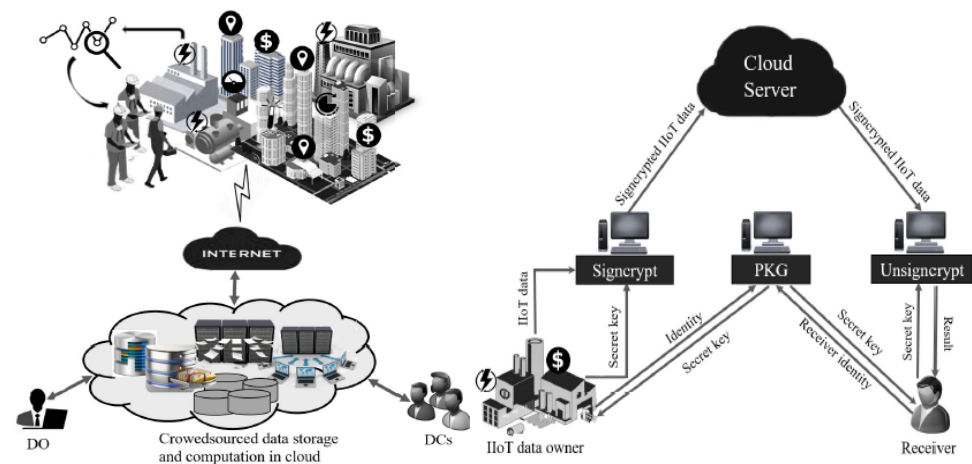 $
$
INTERNET
DO
DCs
Crowedsourced data storage
and computation in cloud
Cloud
Server
Signcrypted IIoT data
Signcrypted IIoT data
Signcrypt
PKG
Unsigncrypt
IIoT data
Secret key
Identity
Secret key
Secret key
Receiver identity
Secret key
Result
$
IIoT data owner
Receiver